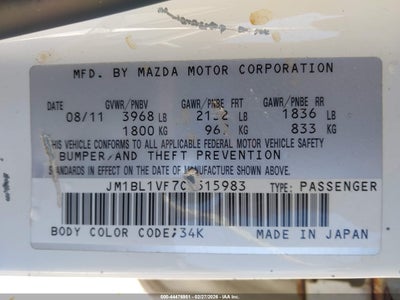 MFD. BY MAZDA MOTOR CORPORATION
DATE GVWR/PNBV GAWR/PNBE FRT GAWR/PNBE RR
08/11 3968 LB LB 1836 LB
1800 KG KG 833 KG
THIS VEHICLE CONFORMS TO ALL APPLICABLE FEDERAL MOTOR VEHICLE SAFETY
BUMPER AND THEFT PREVENTION
STANDARDS IN EFFECT ON THE DATE OF MANUFACTURE SHOWN ABOVE.
TYPE: PASSENGER
BODY COLOR CODE: 34K MADE IN JAPAN